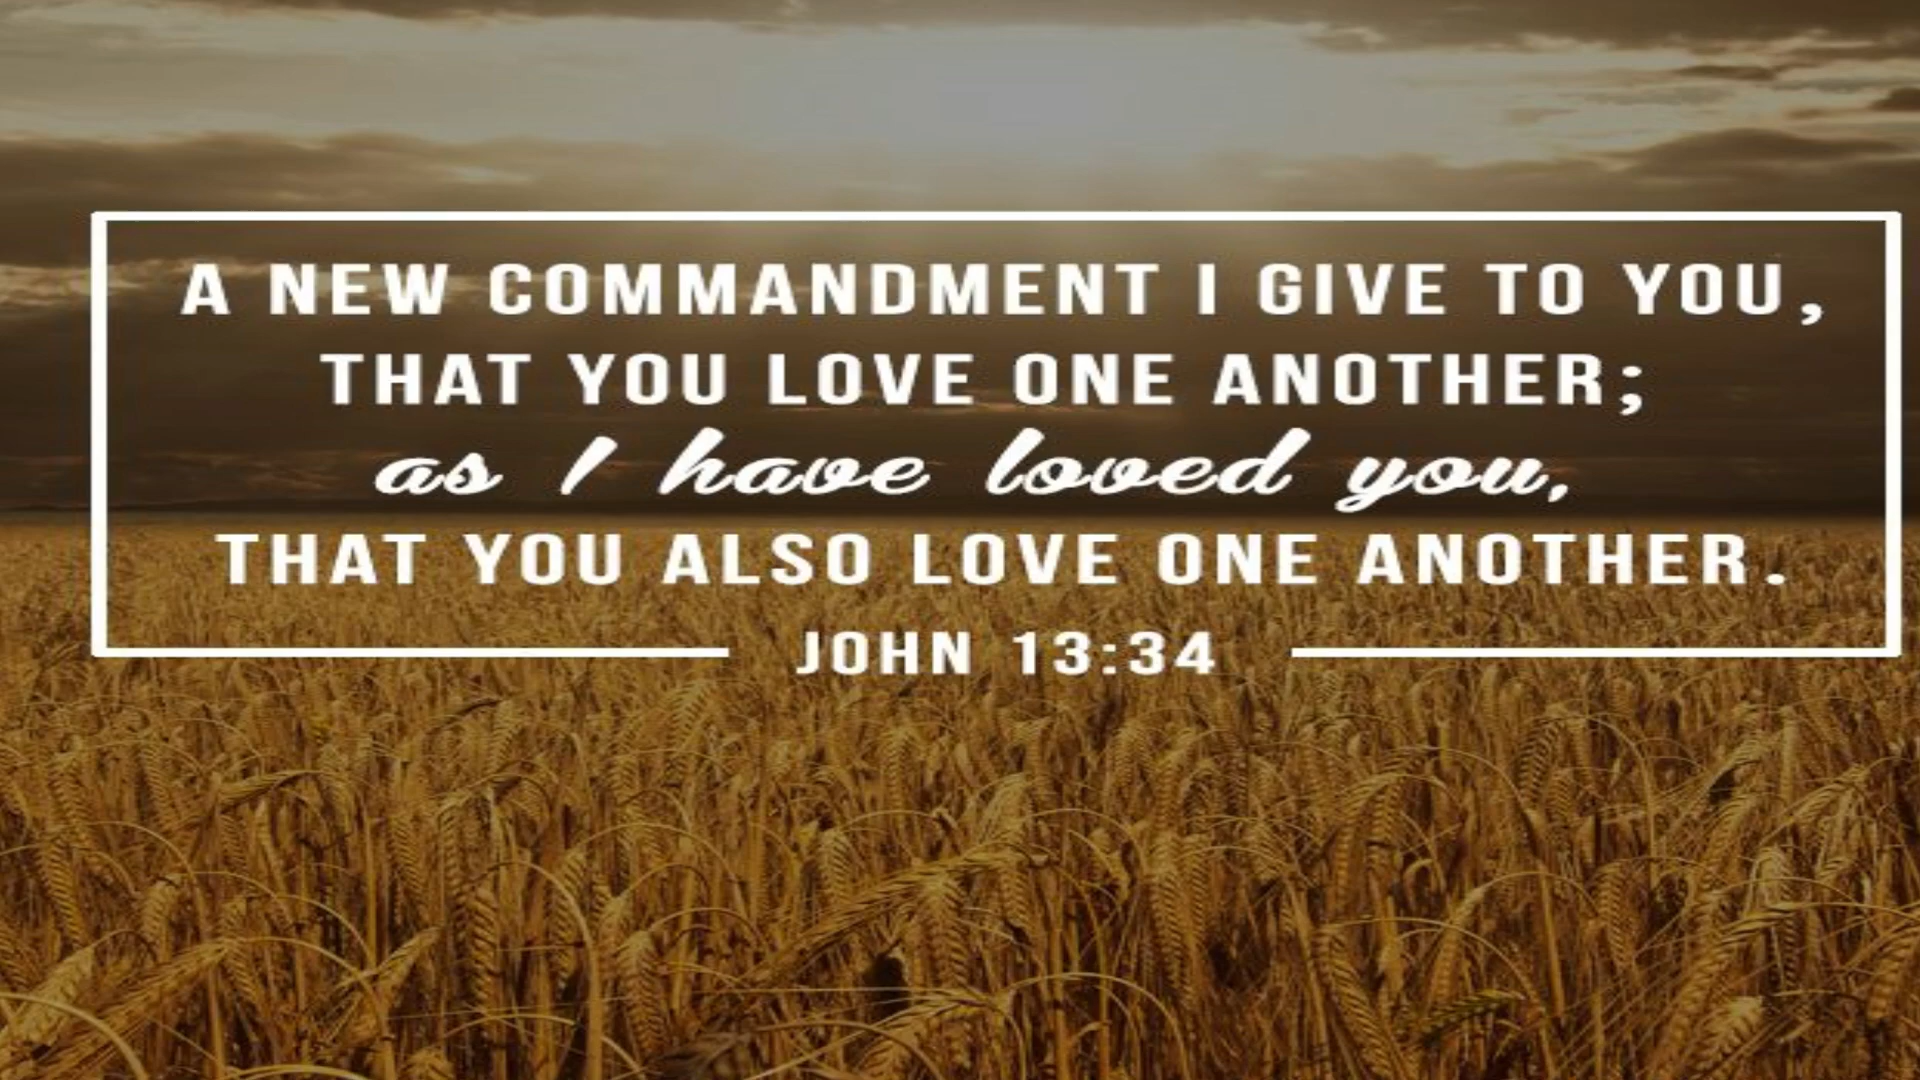 A NEW COMMANDMENT I GIVE TO YOU,
THAT YOU LOVE ONE ANOTHER;
as I have loved you,
THAT YOU ALSO LOVE ONE ANOTHER.
JOHN 13:34